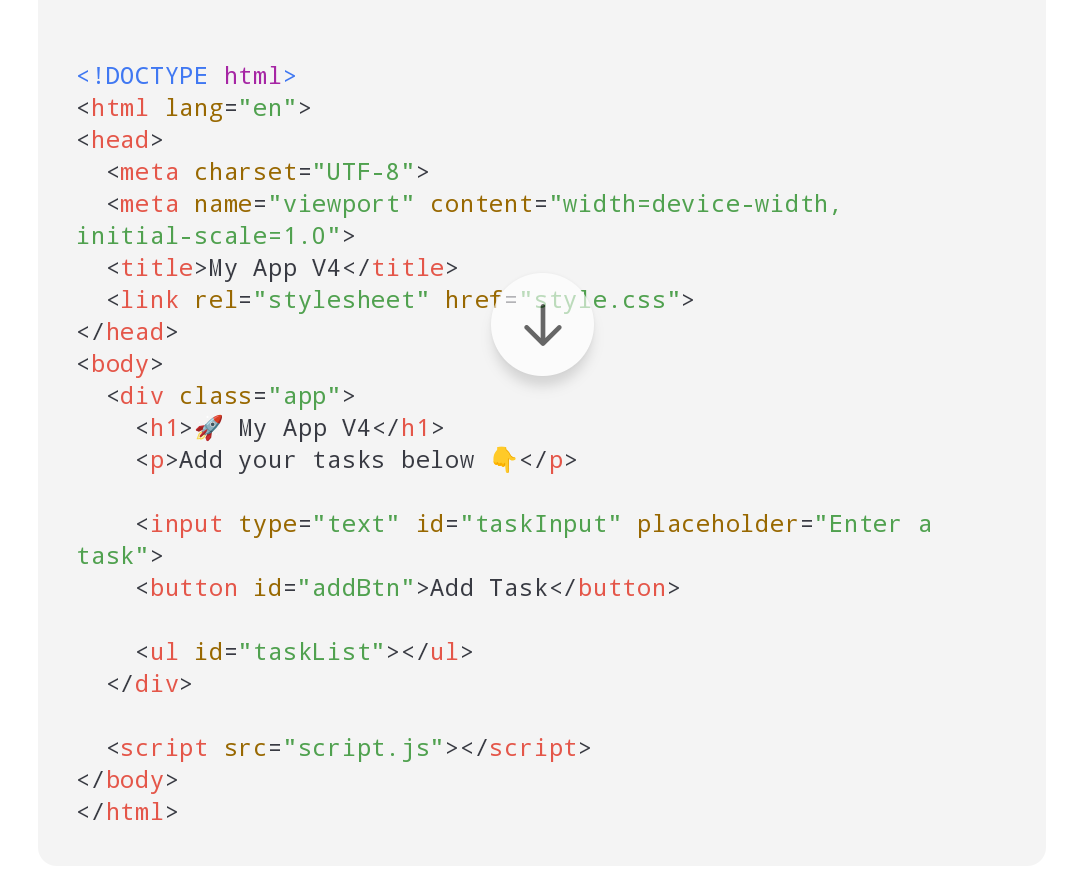 <!DOCTYPE html>
<html lang="en">
<head>
  <meta charset="UTF-8">
  <meta name="viewport" content="width=device-width,
initial-scale=1.0">
  <title>My App V4</title>
  <link rel="stylesheet" href="style.css">
</head>
<body>
  <div class="app">
    <h1>🚀 My App V4</h1>
    <p>Add your tasks below 👇</p>

    <input type="text" id="taskInput" placeholder="Enter a
task">
    <button id="addBtn">Add Task</button>

    <ul id="taskList"></ul>
  </div>

  <script src="script.js"></script>
</body>
</html>